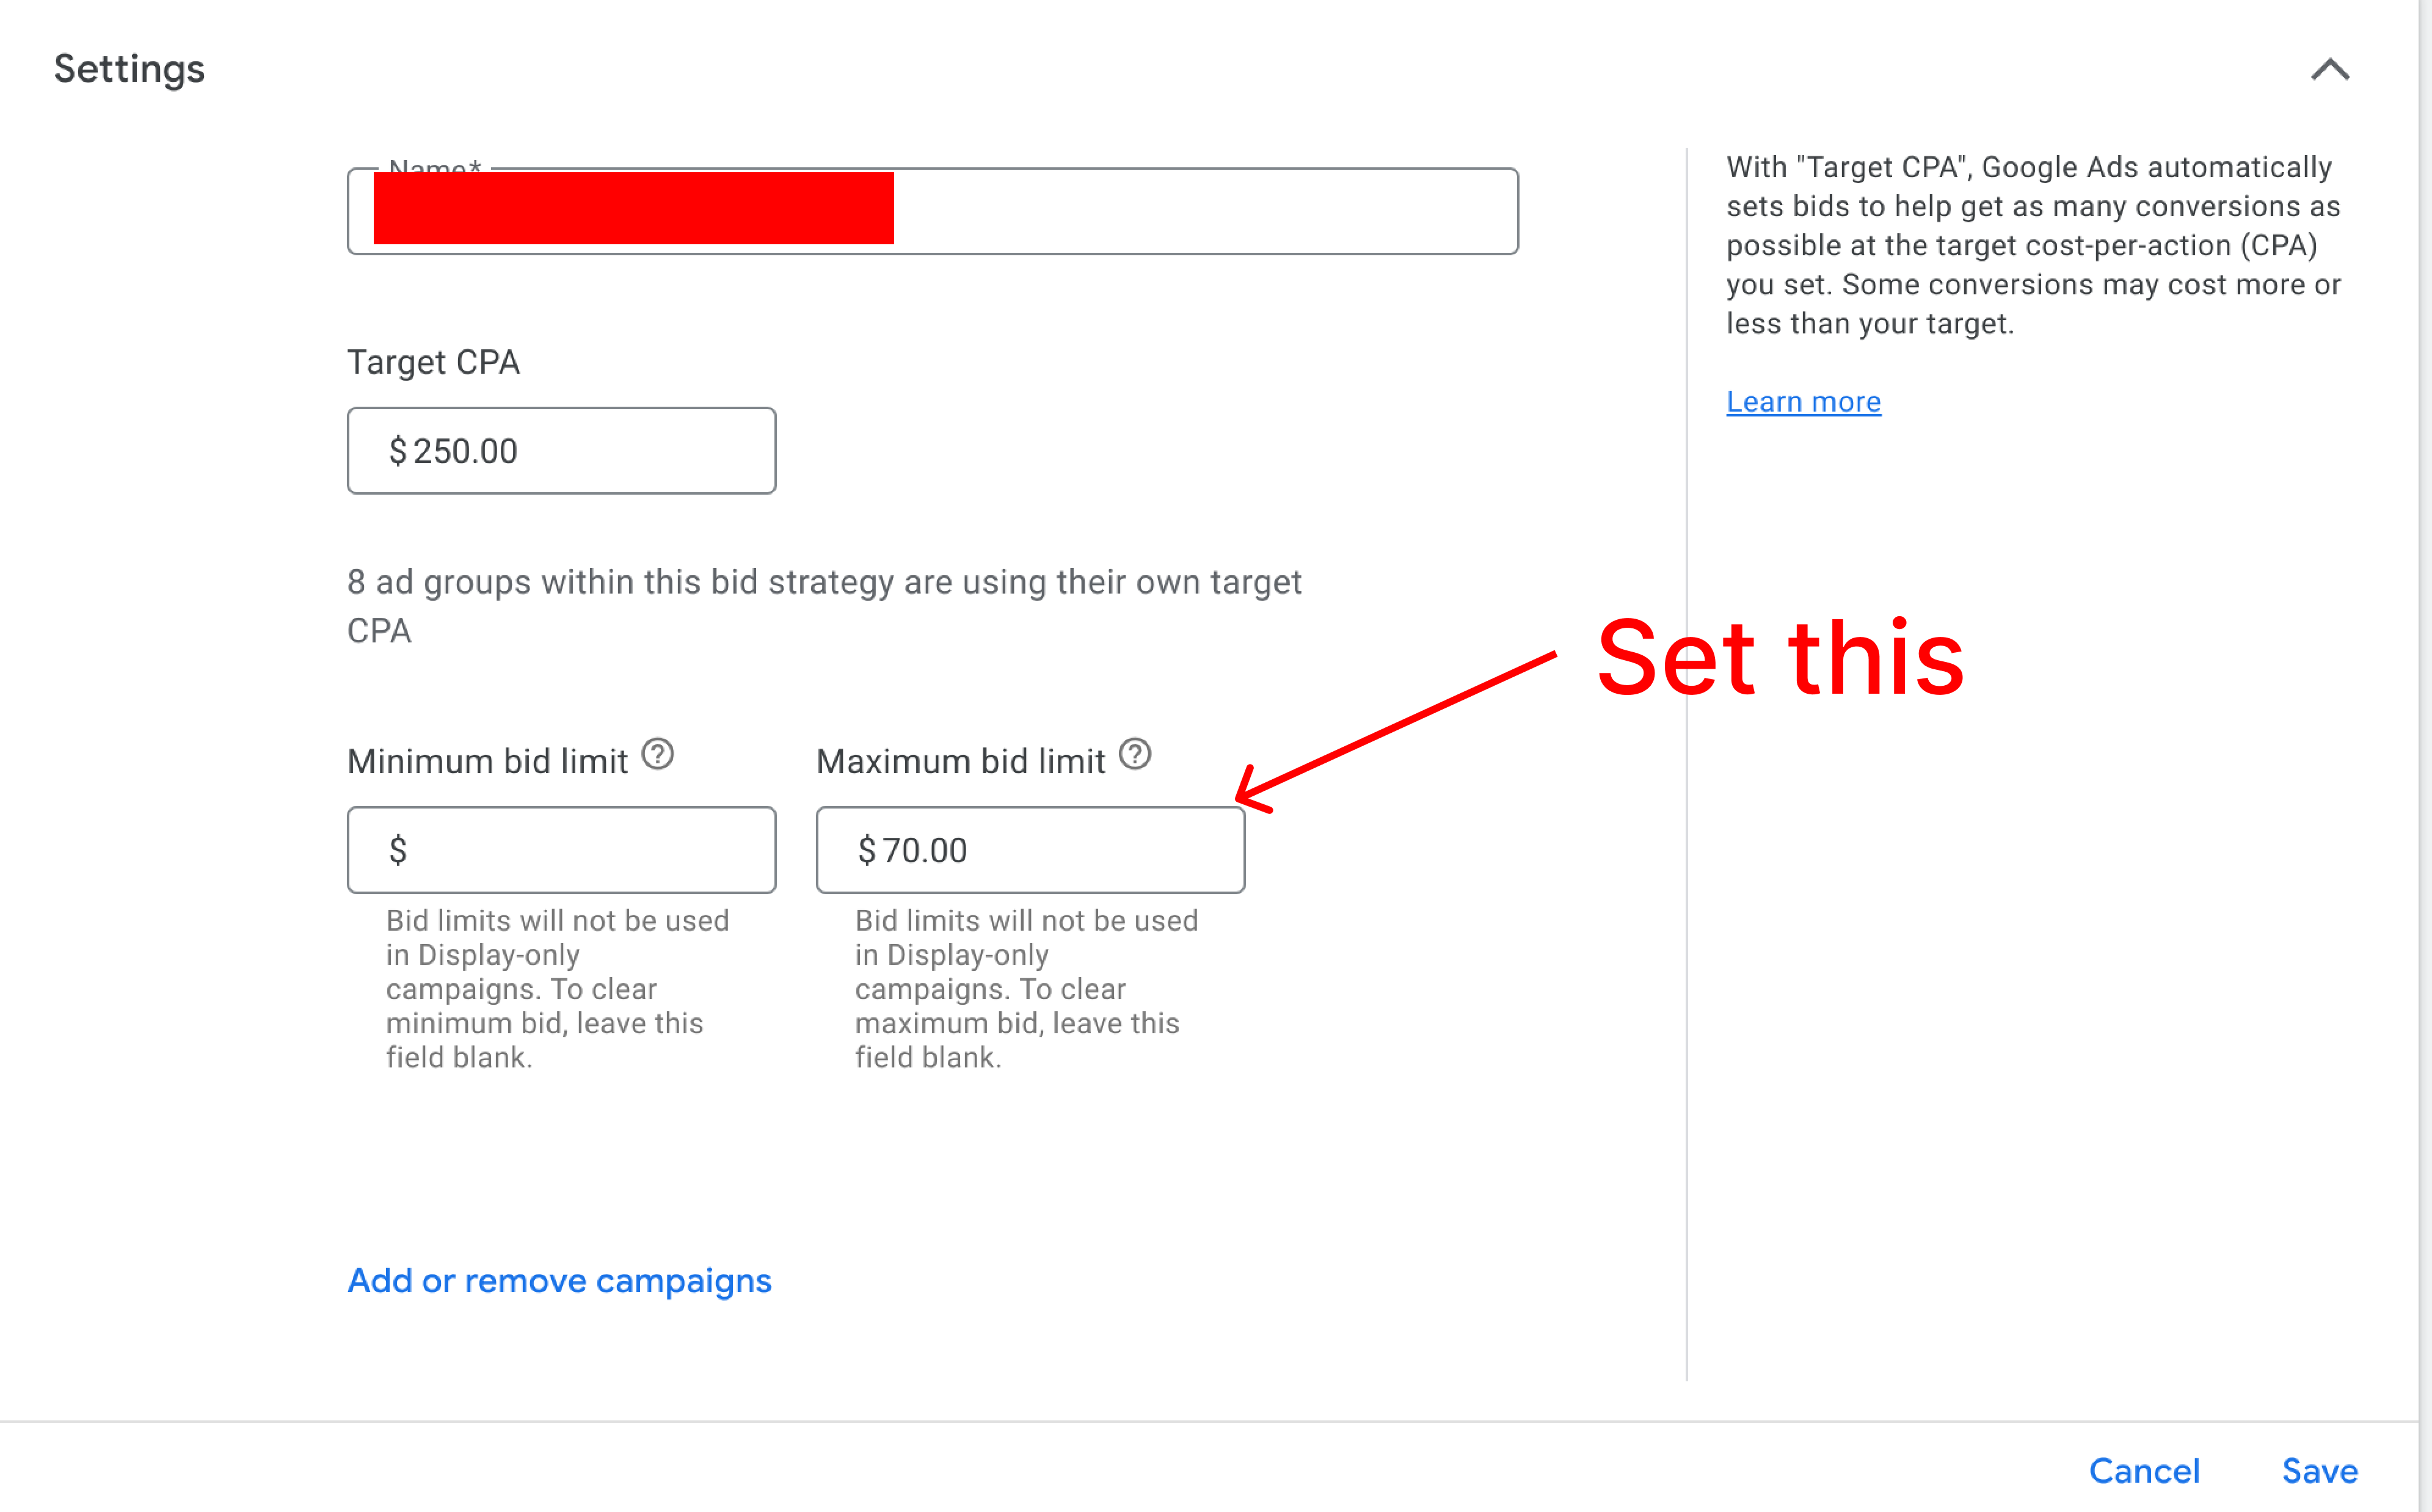 Settings
Name*
Target CPA
$ 250.00
8 ad groups within this bid strategy are using their own target
CPA
Minimum bid limit ?
$
Bid limits will not be used
in Display-only
campaigns. To clear
minimum bid, leave this
field blank.
Maximum bid limit ?
$ 70.00
Bid limits will not be used
in Display-only
campaigns. To clear
maximum bid, leave this
field blank.
Set this
Add or remove campaigns
With "Target CPA", Google Ads automatically
sets bids to help get as many conversions as
possible at the target cost-per-action (CPA)
you set. Some conversions may cost more or
less than your target.
Learn more
Cancel
Save